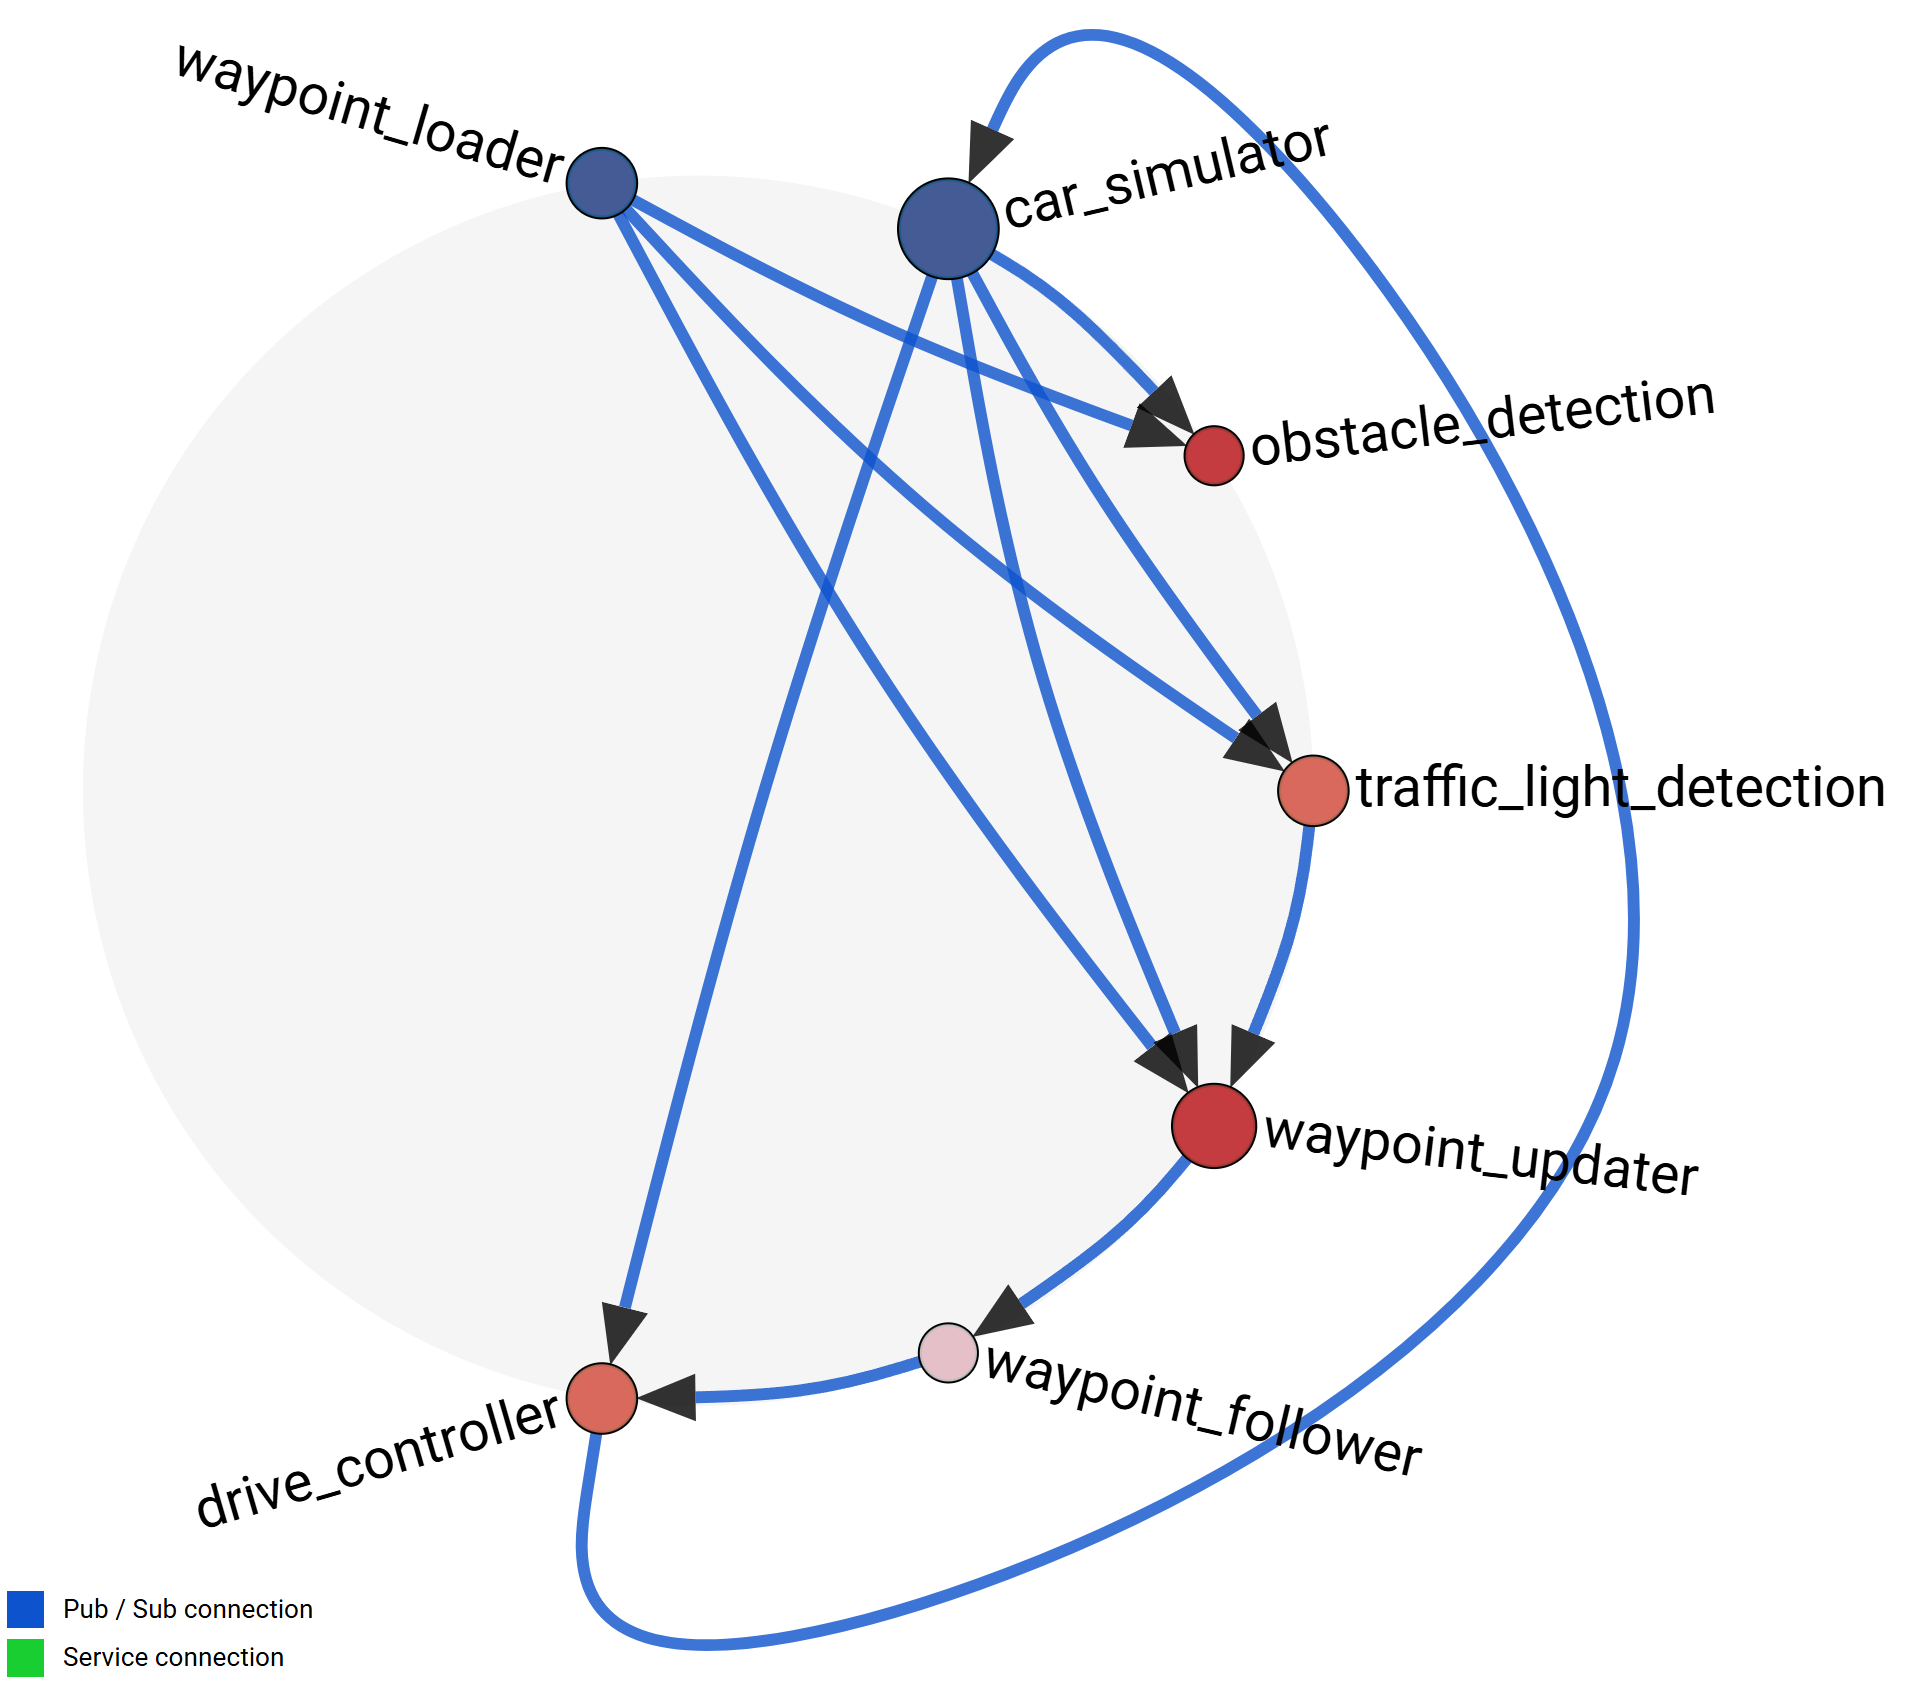 waypoint_loader
car_simulator
obstacle_detection
traffic_light_detection
waypoint_updater
waypoint_follower
drive_controller
Pub / Sub connection
Service connection